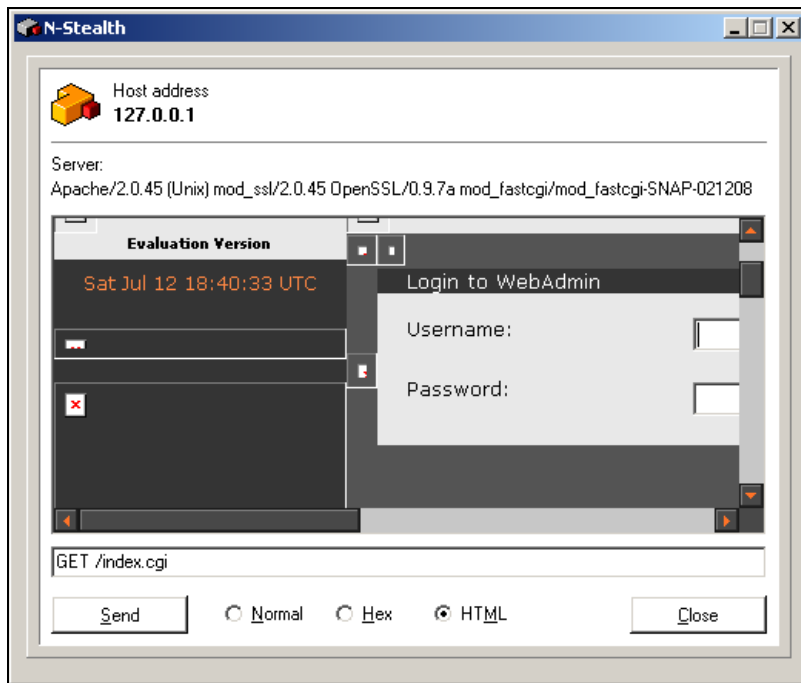 N-Stealth
Host address
127.0.0.1
Server:
Apache/2.0.45 (Unix) mod_ssl/2.0.45 OpenSSL/0.9.7a mod_fastcgi/mod_fastcgi-SNAP-021208
Evaluation Version
Sat Jul 12 18:40:33 UTC
Login to WebAdmin
Username:
Password:
GET /index.cgi
Send
Normal
Hex
HTML
Close